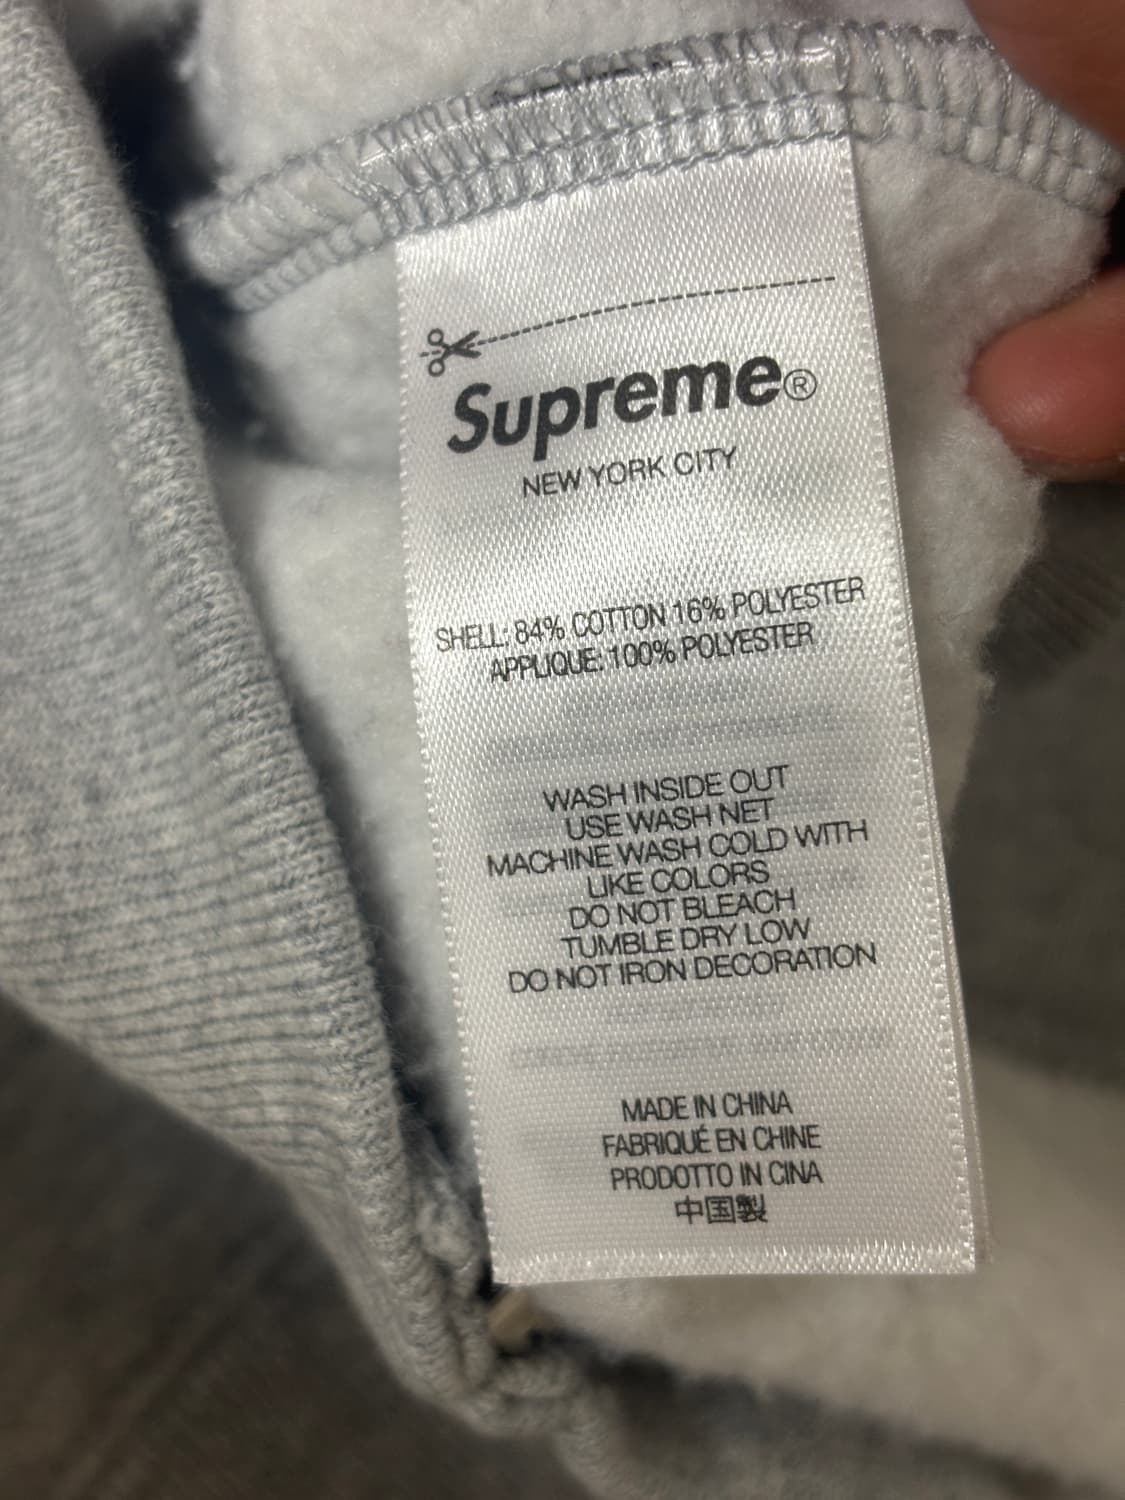 Supreme®
NEW YORK CITY
SHELL: 84% COTTON 16% POLYESTER
APPLIQUE: 100% POLYESTER
WASH INSIDE OUT
USE WASH NET
MACHINE WASH COLD WITH
LIKE COLORS
DO NOT BLEACH
TUMBLE DRY LOW
DO NOT IRON DECORATION
MADE IN CHINA
FABRIQUÉ EN CHINE
PRODOTTO IN CINA
中国製